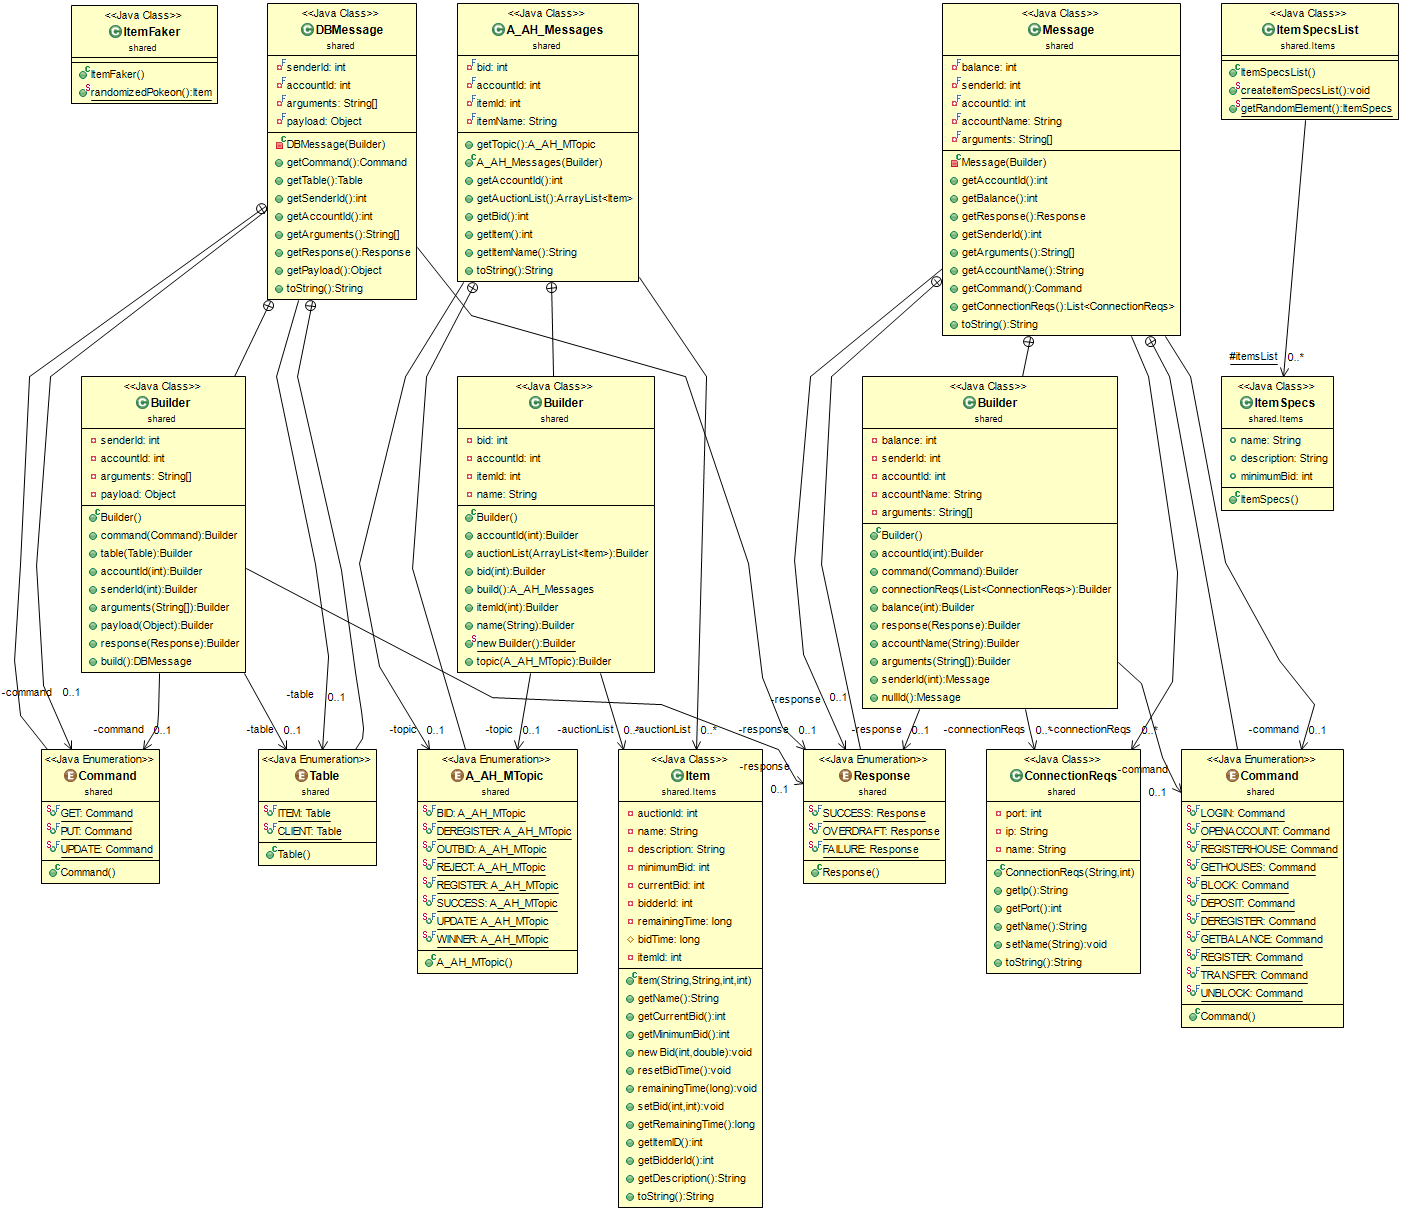 <<Java Class>>
ItemFaker
shared
ItemFaker()
randomizedPokeon():Item
<<Java Class>>
DBMessage
shared
senderId: int
accountId: int
arguments: String[]
payload: Object
DBMessage(Builder)
getCommand():Command
getTable():Table
getSenderId():int
getAccountId():int
getArguments():String[]
getResponse():Response
getPayload():Object
toString():String
<<Java Class>>
A_AH_Messages
shared
bid: int
accountId: int
itemId: int
itemName: String
getTopic():A_AH_MTopic
A_AH_Messages(Builder)
getAccountId():int
getAuctionList():ArrayList<Item>
getBid():int
getItem():int
getItemName():String
toString():String
<<Java Class>>
Message
shared
balance: int
senderId: int
accountId: int
accountName: String
arguments: String[]
Message(Builder)
getAccountId():int
getBalance():int
getResponse():Response
getSenderId():int
getArguments():String[]
getAccountName():String
getCommand():Command
getConnectionReqs():List<ConnectionReqs>
toString():String
<<Java Class>>
ItemSpecsList
shared.Items
ItemSpecsList()
createItemSpecsList():void
getRandomElement():ItemSpecs
#itemsList
0..*
<<Java Class>>
Builder
shared
senderId: int
accountId: int
arguments: String[]
payload: Object
Builder()
command(Command):Builder
table(Table):Builder
accountId(int):Builder
senderId(int):Builder
arguments(String[]):Builder
payload(Object):Builder
response(Response):Builder
build():DBMessage
<<Java Class>>
Builder
shared
bid: int
accountId: int
itemId: int
name: String
Builder()
accountId(int):Builder
auctionList(ArrayList<Item>):Builder
bid(int):Builder
build():A_AH_Messages
itemId(int):Builder
name(String):Builder
newBuilder():Builder
topic(A_AH_MTopic):Builder
<<Java Class>>
Builder
shared
balance: int
senderId: int
accountId: int
accountName: String
arguments: String[]
Builder()
accountId(int):Builder
command(Command):Builder
connectionReqs(List<ConnectionReqs>):Builder
balance(int):Builder
response(Response):Builder
accountName(String):Builder
arguments(String[]):Builder
senderId(int):Message
nullId():Message
<<Java Class>>
ItemSpecs
shared.Items
name: String
description: String
minimumBid: int
ItemSpecs()
-command 0..1
-table 0..1
-response 0..1
-command 0..1
-table 0..1
-topic 0..1
-topic 0..1
-auctionList 0..*
-auctionList 0..*
-response 0..1
-response 0..1
-connectionReqs 0..*
-connectionReqs 0..*
-command 0..1
-response 0..1
-command 0..1
<<Java Enumeration>>
Command
shared
GET: Command
PUT: Command
UPDATE: Command
Command()
<<Java Enumeration>>
Table
shared
ITEM: Table
CLIENT: Table
Table()
<<Java Enumeration>>
A_AH_MTopic
shared
BID: A_AH_MTopic
DEREGISTER: A_AH_MTopic
OUTBID: A_AH_MTopic
REJECT: A_AH_MTopic
REGISTER: A_AH_MTopic
SUCCESS: A_AH_MTopic
UPDATE: A_AH_MTopic
WINNER: A_AH_MTopic
A_AH_MTopic()
<<Java Class>>
Item
shared.Items
auctionId: int
name: String
description: String
minimumBid: int
currentBid: int
bidderId: int
remainingTime: long
bidTime: long
itemId: int
Item(String,String,int,int)
getName():String
getCurrentBid():int
getMinimumBid():int
newBid(int,double):void
resetBidTime():void
remainingTime(long):void
setBid(int,int):void
getRemainingTime():long
getItemID():int
getBidderId():int
getDescription():String
toString():String
<<Java Enumeration>>
Response
shared
SUCCESS: Response
OVERDRAFT: Response
FAILURE: Response
Response()
<<Java Class>>
ConnectionReqs
shared
port: int
ip: String
name: String
ConnectionReqs(String,int)
getIp():String
getPort():int
getName():String
setName(String):void
toString():String
<<Java Enumeration>>
Command
shared
LOGIN: Command
OPENACCOUNT: Command
REGISTERHOUSE: Command
GETHOUSES: Command
BLOCK: Command
DEPOSIT: Command
DEREGISTER: Command
GETBALANCE: Command
REGISTER: Command
TRANSFER: Command
UNBLOCK: Command
Command()